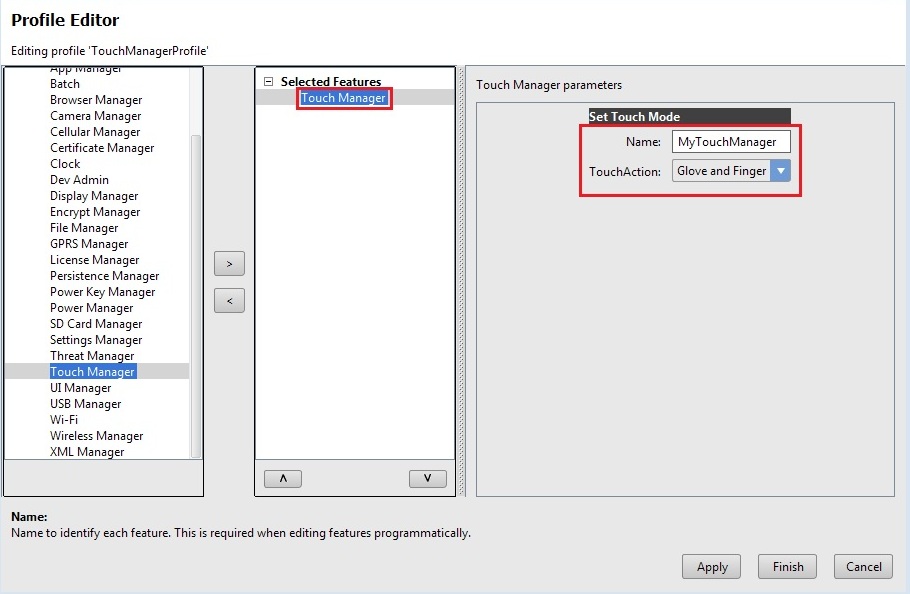 Profile Editor
Editing profile 'TouchManagerProfile'
App Manager
Batch
Browser Manager
Camera Manager
Cellular Manager
Certificate Manager
Clock
Dev Admin
Display Manager
Encrypt Manager
File Manager
GPRS Manager
License Manager
Persistence Manager
Power Key Manager
Power Manager
SD Card Manager
Settings Manager
Threat Manager
Touch Manager
UI Manager
USB Manager
Wi-Fi
Wireless Manager
XML Manager
>
<
Selected Features
Touch Manager
Λ
V
Touch Manager parameters
Set Touch Mode
Name: MyTouchManager
TouchAction: Glove and Finger
Name:
Name to identify each feature. This is required when editing features programmatically.
Apply Finish Cancel